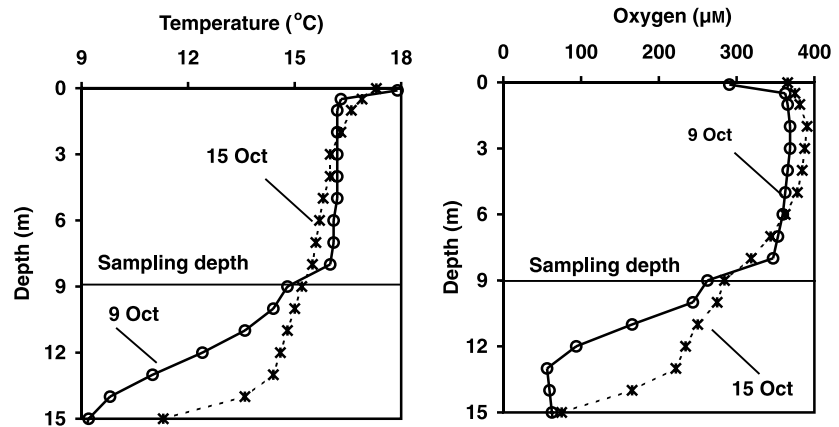 Temperature (°C)
9 12 15 18
0
3
6
9
12
15
Depth (m)
15 Oct
Sampling depth
9 Oct
Oxygen (µM)
0 100 200 300 400
0
3
6
9
12
15
Depth (m)
9 Oct
Sampling depth
15 Oct